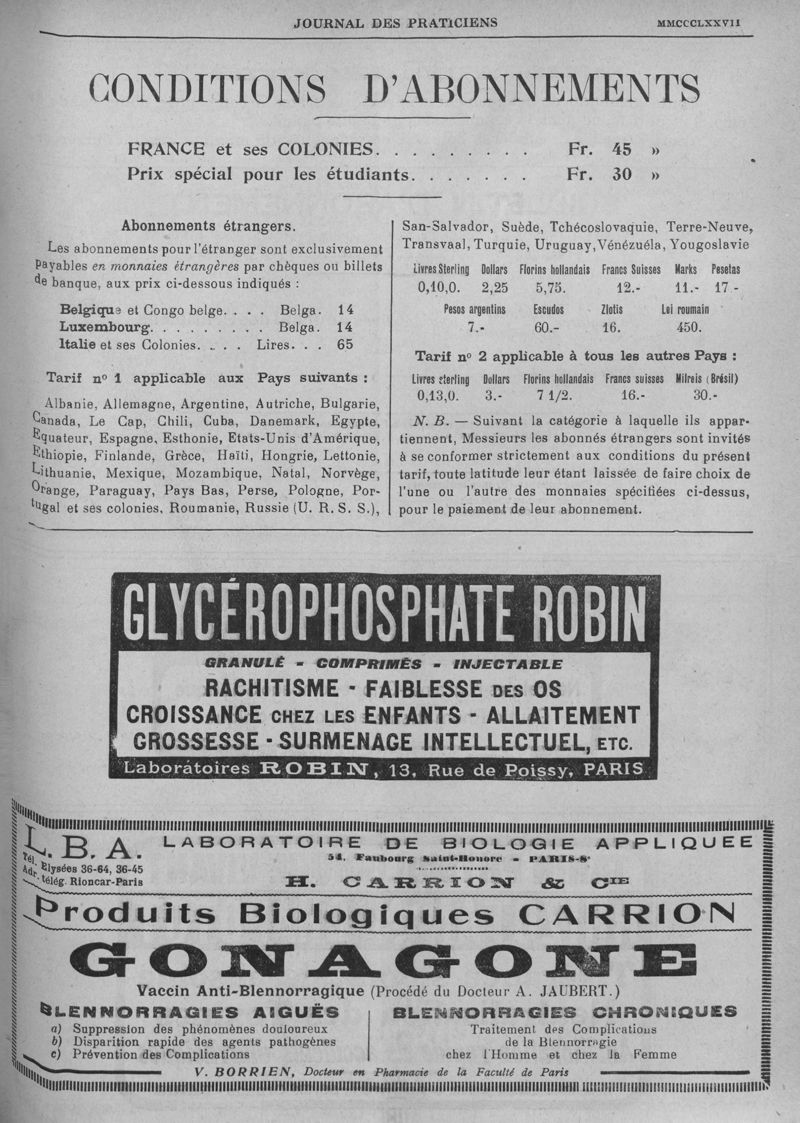 JOURNAL DES PRATICIENS
MMCCCLXXVII
CONDITIONS D'ABONNEMENTS
FRANCE et ses COLONIES. . . . . . . . . . Fr. 45 »
Prix spécial pour les étudiants. . . . . . . Fr. 30 »
Abonnements étrangers.
Les abonnements pour l'étranger sont exclusivement
payables en monnaies étrangères par chèques ou billets
de banque, aux prix ci-dessous indiqués :
Belgique et Congo belge. . . . Belga. 14
Luxembourg. . . . . . . . . Belga. 14
Italie et ses Colonies. . . . Lires. . . 65
Tarif nº 1 applicable aux Pays suivants :
Albanie, Allemagne, Argentine, Autriche, Bulgarie,
Canada, Le Cap, Chili, Cuba, Danemark, Egypte,
Equateur, Espagne, Esthonie, Etats-Unis d'Amérique,
Ethiopie, Finlande, Grèce, Haïti, Hongrie, Lettonie,
Lithuanie, Mexique, Mozambique, Natal, Norvège,
Orange, Paraguay, Pays Bas, Perse, Pologne, Por-
tugal et ses colonies, Roumanie, Russie (U. R. S. S.),
San-Salvador, Suède, Tchécoslovaquie, Terre-Neuve,
Transvaal, Turquie, Uruguay, Vénézuéla, Yougoslavie
Livres Sterling Dollars Florins hollandais Francs Suisses Marks Pesetas
0,10,0. 2,25 5,75. 12.- 11.- 17 -
Pesos argentins Escudos Zlotis Lei roumain
7.- 60.- 16. 450.
Tarif nº 2 applicable à tous les autres Pays :
Livres sterling Dollars Florins hollandais Francs suisses Milreis (Brésil)
0,13,0. 3.- 7 1/2. 16.- 30.-
N. B. — Suivant la catégorie à laquelle ils appar-
tiennent, Messieurs les abonnés étrangers sont invités
à se conformer strictement aux conditions du présent
tarif, toute latitude leur étant laissée de faire choix de
l'une ou l'autre des monnaies spécifiées ci-dessus,
pour le paiement de leur abonnement.
GLYCÉROPHOSPHATE ROBIN
GRANULÉ - COMPRIMÉS - INJECTABLE
RACHITISME - FAIBLESSE DES OS
CROISSANCE CHEZ LES ENFANTS - ALLAITEMENT
GROSSESSE - SURMENAGE INTELLECTUEL, ETC.
Laboratoires ROBIN, 13, Rue de Poissy, PARIS
L. B. A.
Tél. Elysées 36-64, 36-45
Adr. télég. Rioncar-Paris
LABORATOIRE DE BIOLOGIE APPLIQUEE
54, Faubourg Saint-Honoré - PARIS-8e
H. CARRION & CIE
Produits Biologiques CARRION
GONAGONE
Vaccin Anti-Blennorragique (Procédé du Docteur A. JAUBERT.)
BLENNORRAGIES AIGUËS
a) Suppression des phénomènes douloureux
b) Disparition rapide des agents pathogènes
c) Prévention des Complications
BLENNORRAGIES CHRONIQUES
Traitement des Complications
de la Blennorragie
chez l'Homme et chez la Femme
V. BORRIEN, Docteur en Pharmacie de la Faculté de Paris